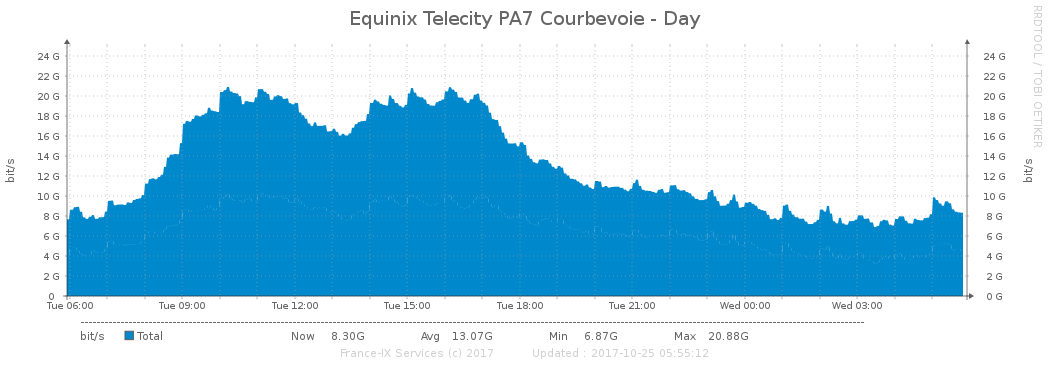 Equinix Telecity PA7 Courbevoie - Day
RRDTOOL / TOBI OETIKER
bit/s
bit/s
24 G 24 G
22 G 22 G
20 G 20 G
18 G 18 G
16 G 16 G
14 G 14 G
12 G 12 G
10 G 10 G
8 G 8 G
6 G 6 G
4 G 4 G
2 G 2 G
0 0 G
Tue 06:00 Tue 09:00 Tue 12:00 Tue 15:00 Tue 18:00 Tue 21:00 Wed 00:00 Wed 03:00
bit/s Total Now 8.30G Avg 13.07G Min 6.87G Max 20.88G
France-IX Services (c) 2017 Updated : 2017-10-25 05:55:12